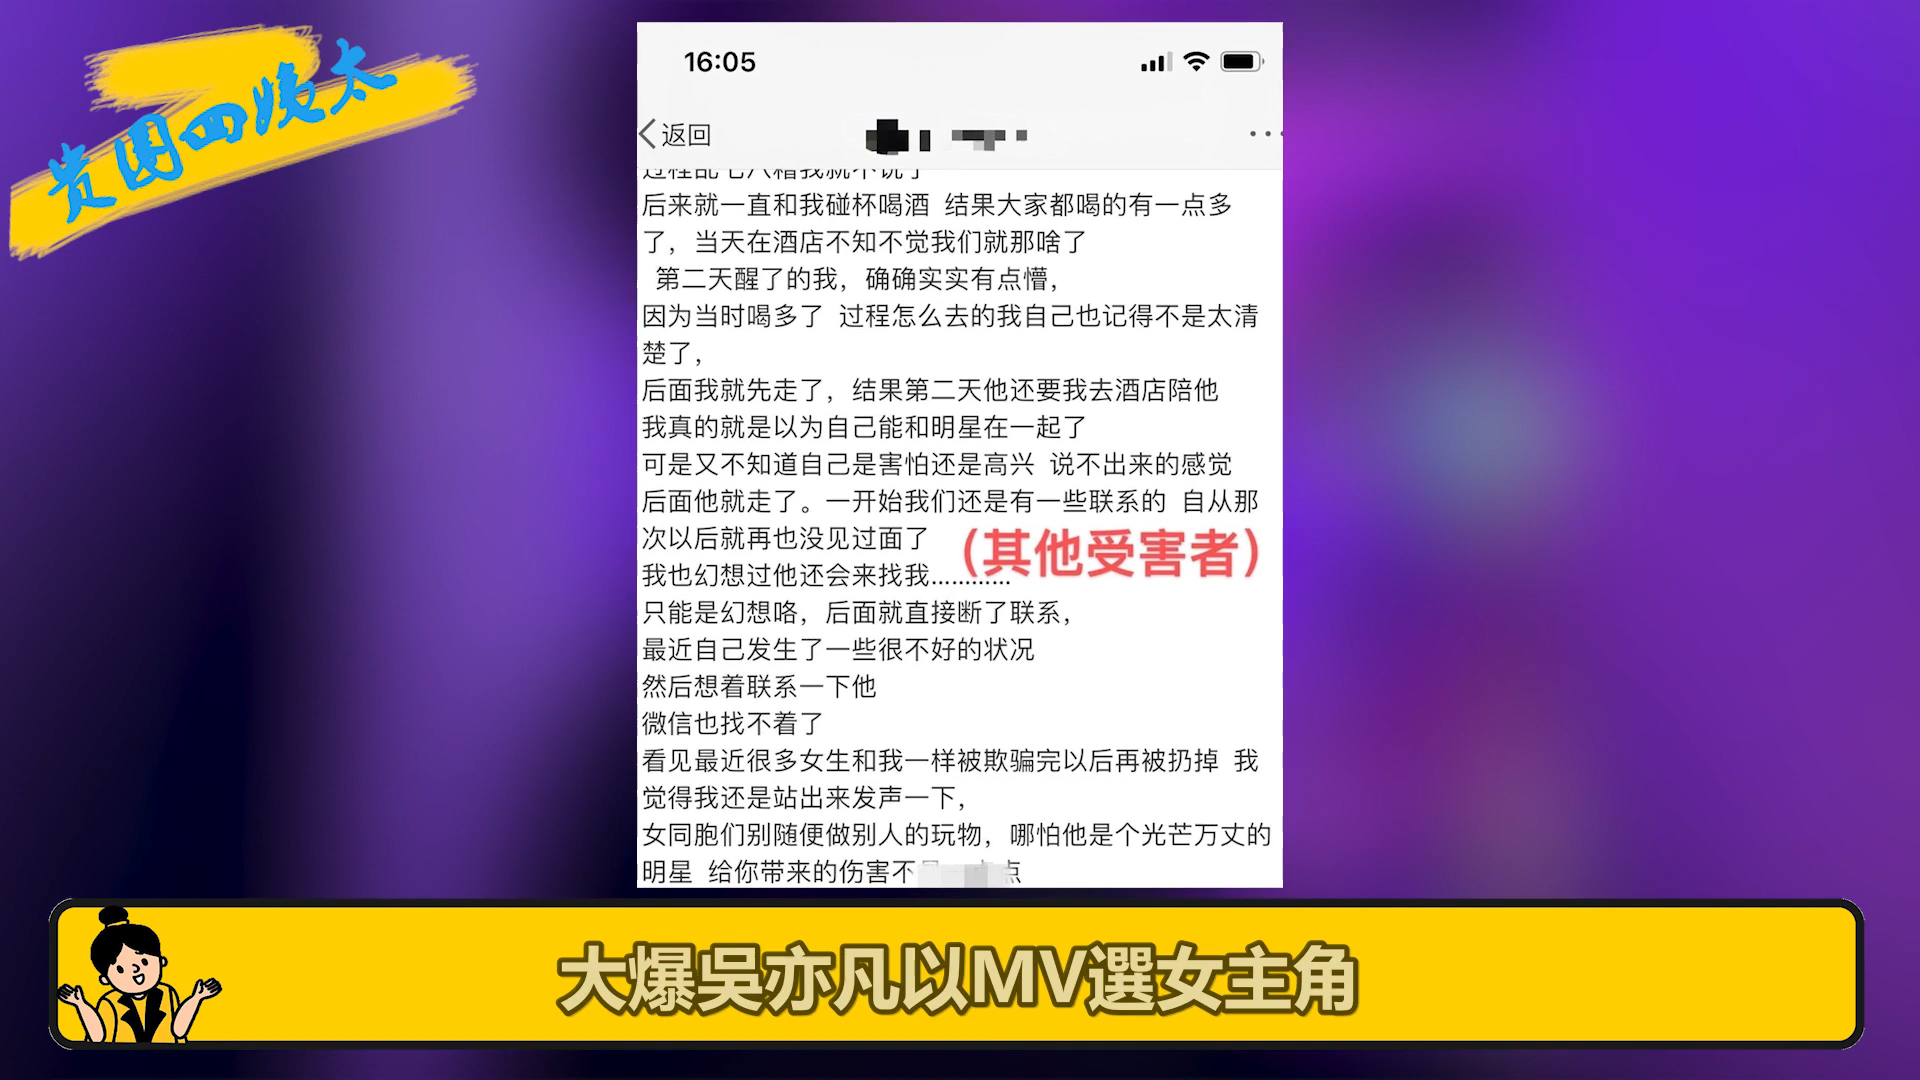 贵圈四姨太
16:05
返回
过程乱七八糟我就不说了
后来就一直和我碰杯喝酒 结果大家都喝的有一点多
了，当天在酒店不知不觉我们就那啥了
第二天醒了的我，确确实实有点懵，
因为当时喝多了 过程怎么去的我自己也记得不是太清
楚了，
后面我就先走了，结果第二天他还要我去酒店陪他
我真的就是以为自己能和明星在一起了
可是又不知道自己是害怕还是高兴 说不出来的感觉
后面他就走了。一开始我们还是有一些联系的 自从那
次以后就再也没见过面了
（其他受害者）
我也幻想过他还会来找我…………
只能是幻想咯，后面就直接断了联系，
最近自己发生了一些很不好的状况
然后想着联系一下他
微信也找不着了
看见最近很多女生和我一样被欺骗完以后再被扔掉 我
觉得我还是站出来发声一下，
女同胞们别随便做别人的玩物，哪怕他是个光芒万丈的
明星 给你带来的伤害不 点
大爆吳亦凡以MV選女主角